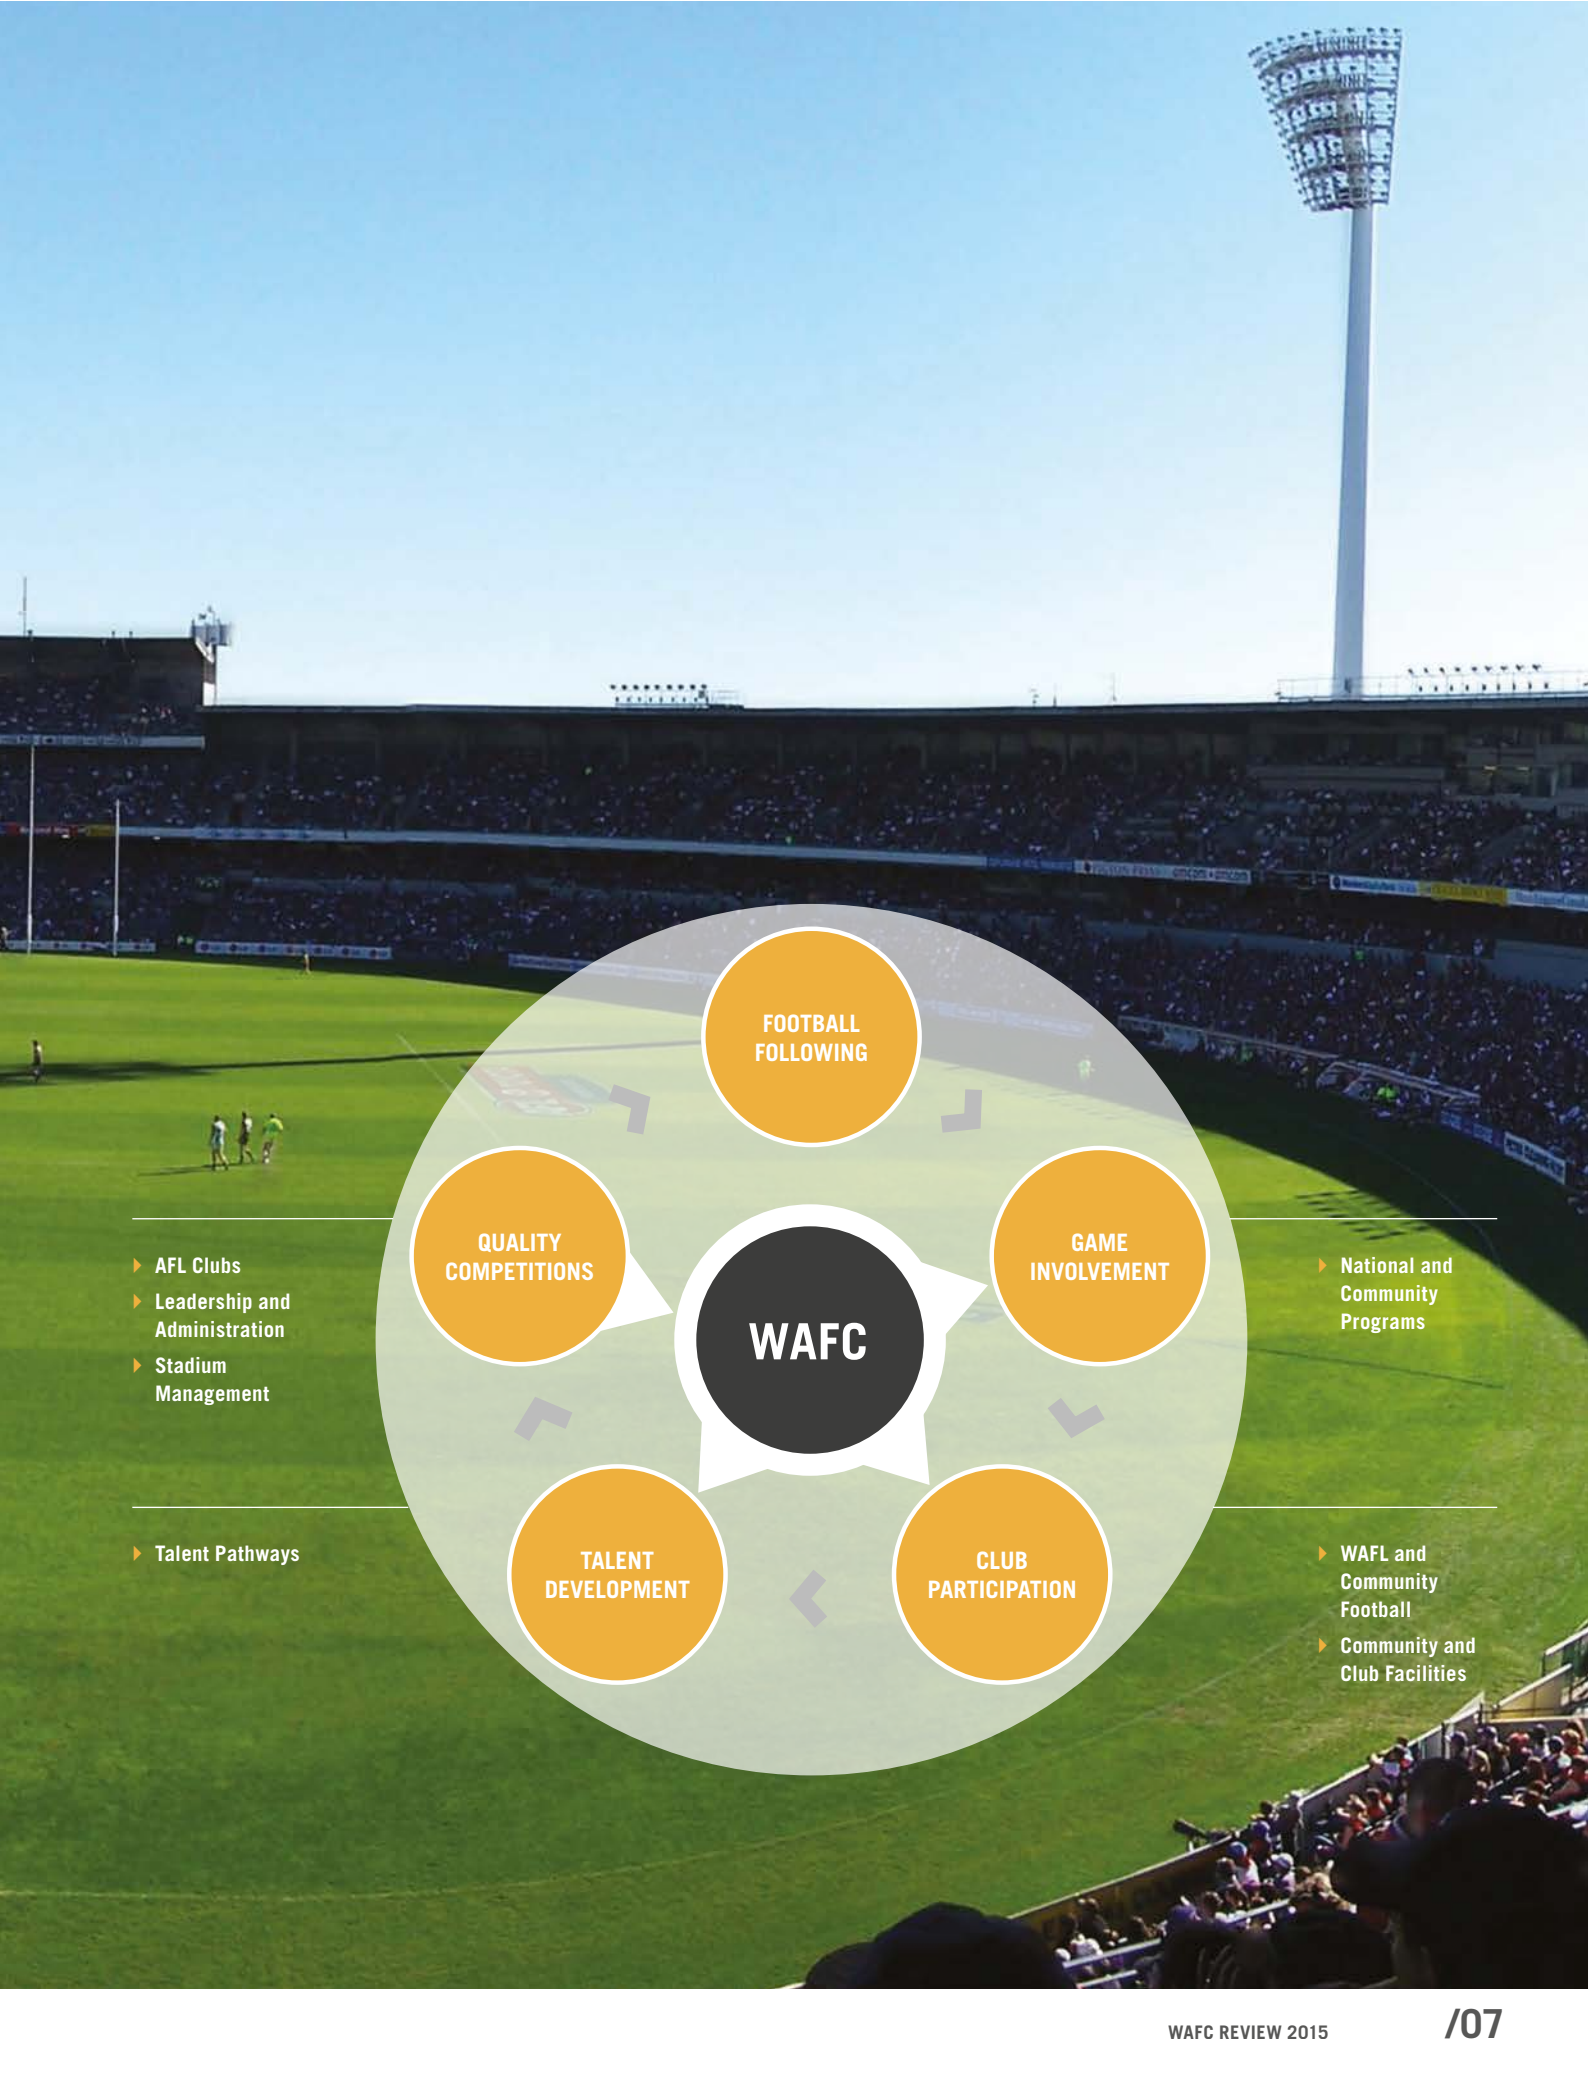 FOOTBALL
FOLLOWING
QUALITY
COMPETITIONS
GAME
INVOLVEMENT
WAFC
AFL Clubs
Leadership and
Administration
Stadium
Management
National and
Community
Programs
TALENT
DEVELOPMENT
CLUB
PARTICIPATION
Talent Pathways
WAFL and
Community
Football
Community and
Club Facilities
WAFC REVIEW 2015
/07